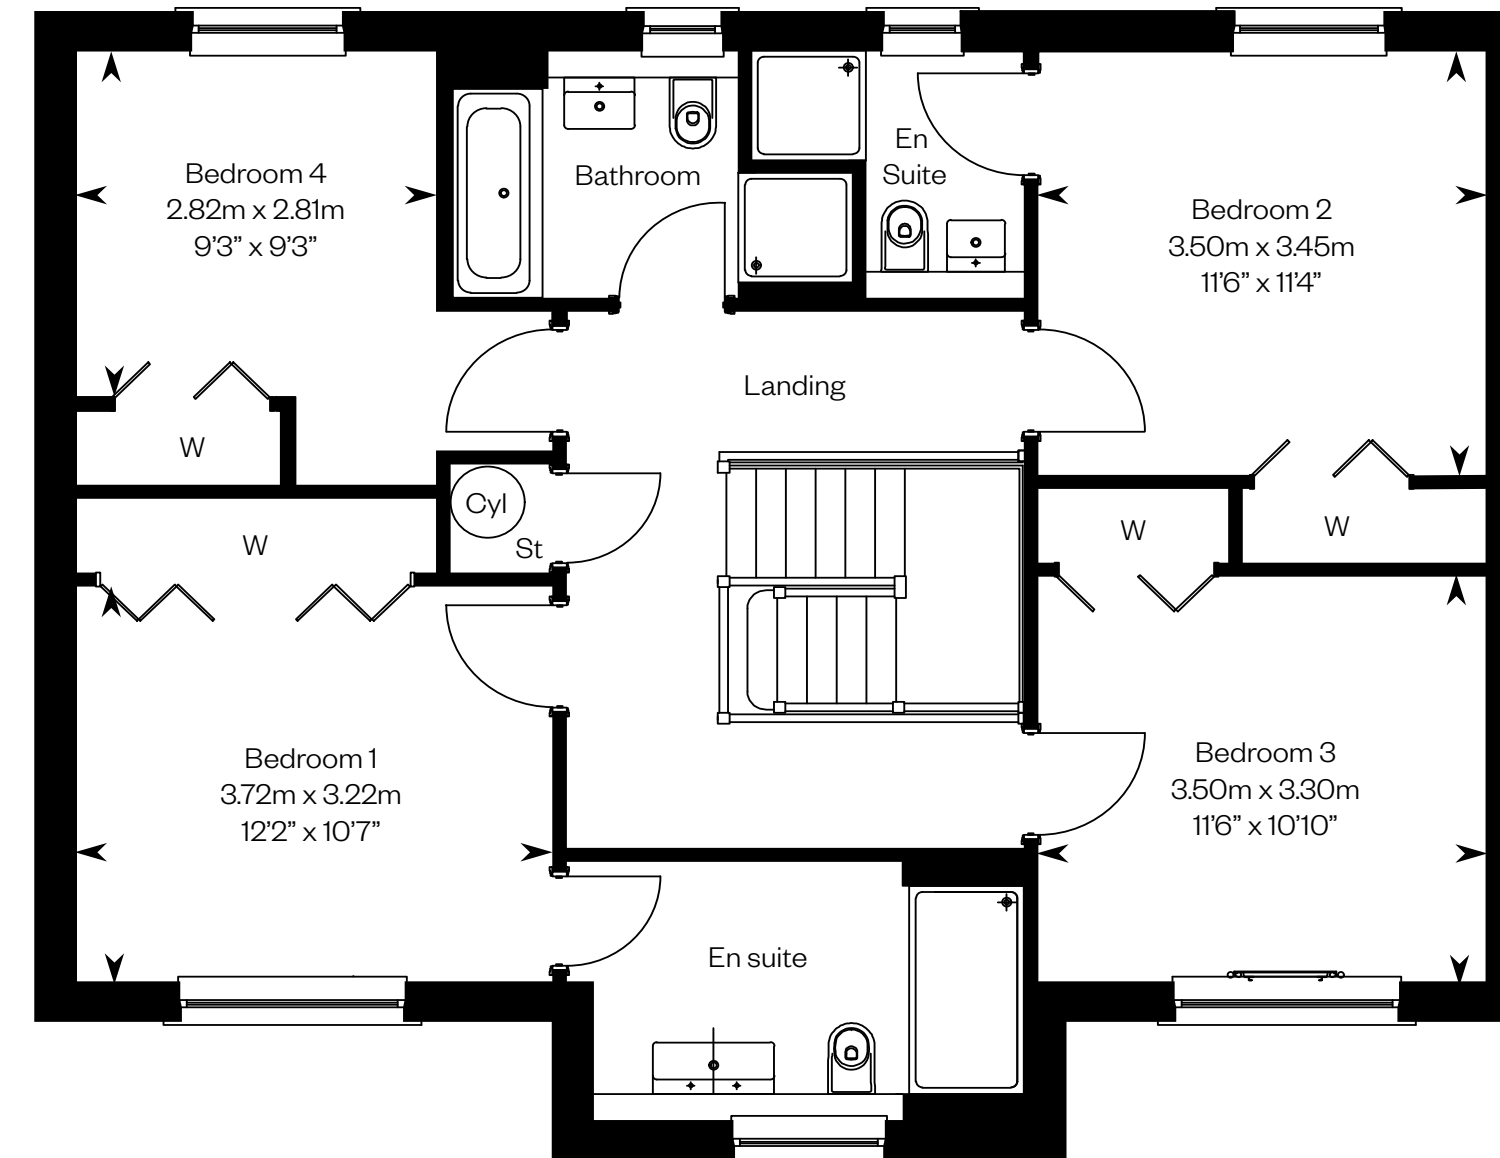 Bedroom 4
2.82m x 2.81m
9’3” x 9’3”
Bathroom
En
Suite
Bedroom 2
3.50m x 3.45m
11’6” x 11’4”
Landing
W
Cyl
St
W
W
W
Bedroom 1
3.72m x 3.22m
12’2” x 10’7”
Bedroom 3
3.50m x 3.30m
11’6” x 10’10”
En suite